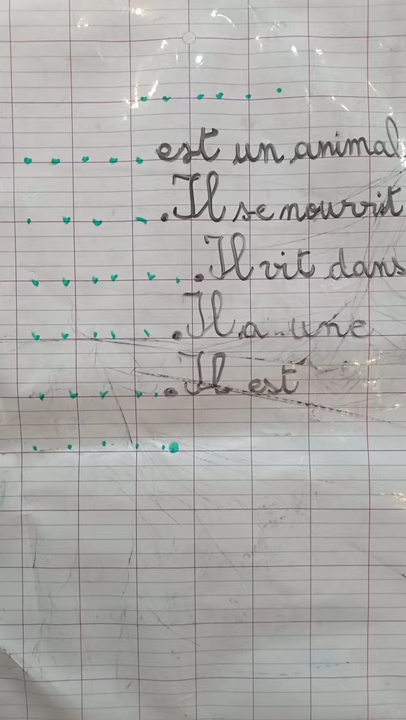 ......
..... est un animal
.... .Il se nourrit
..... .Il vit dans
..... .Il a une
..... .Il est
.....